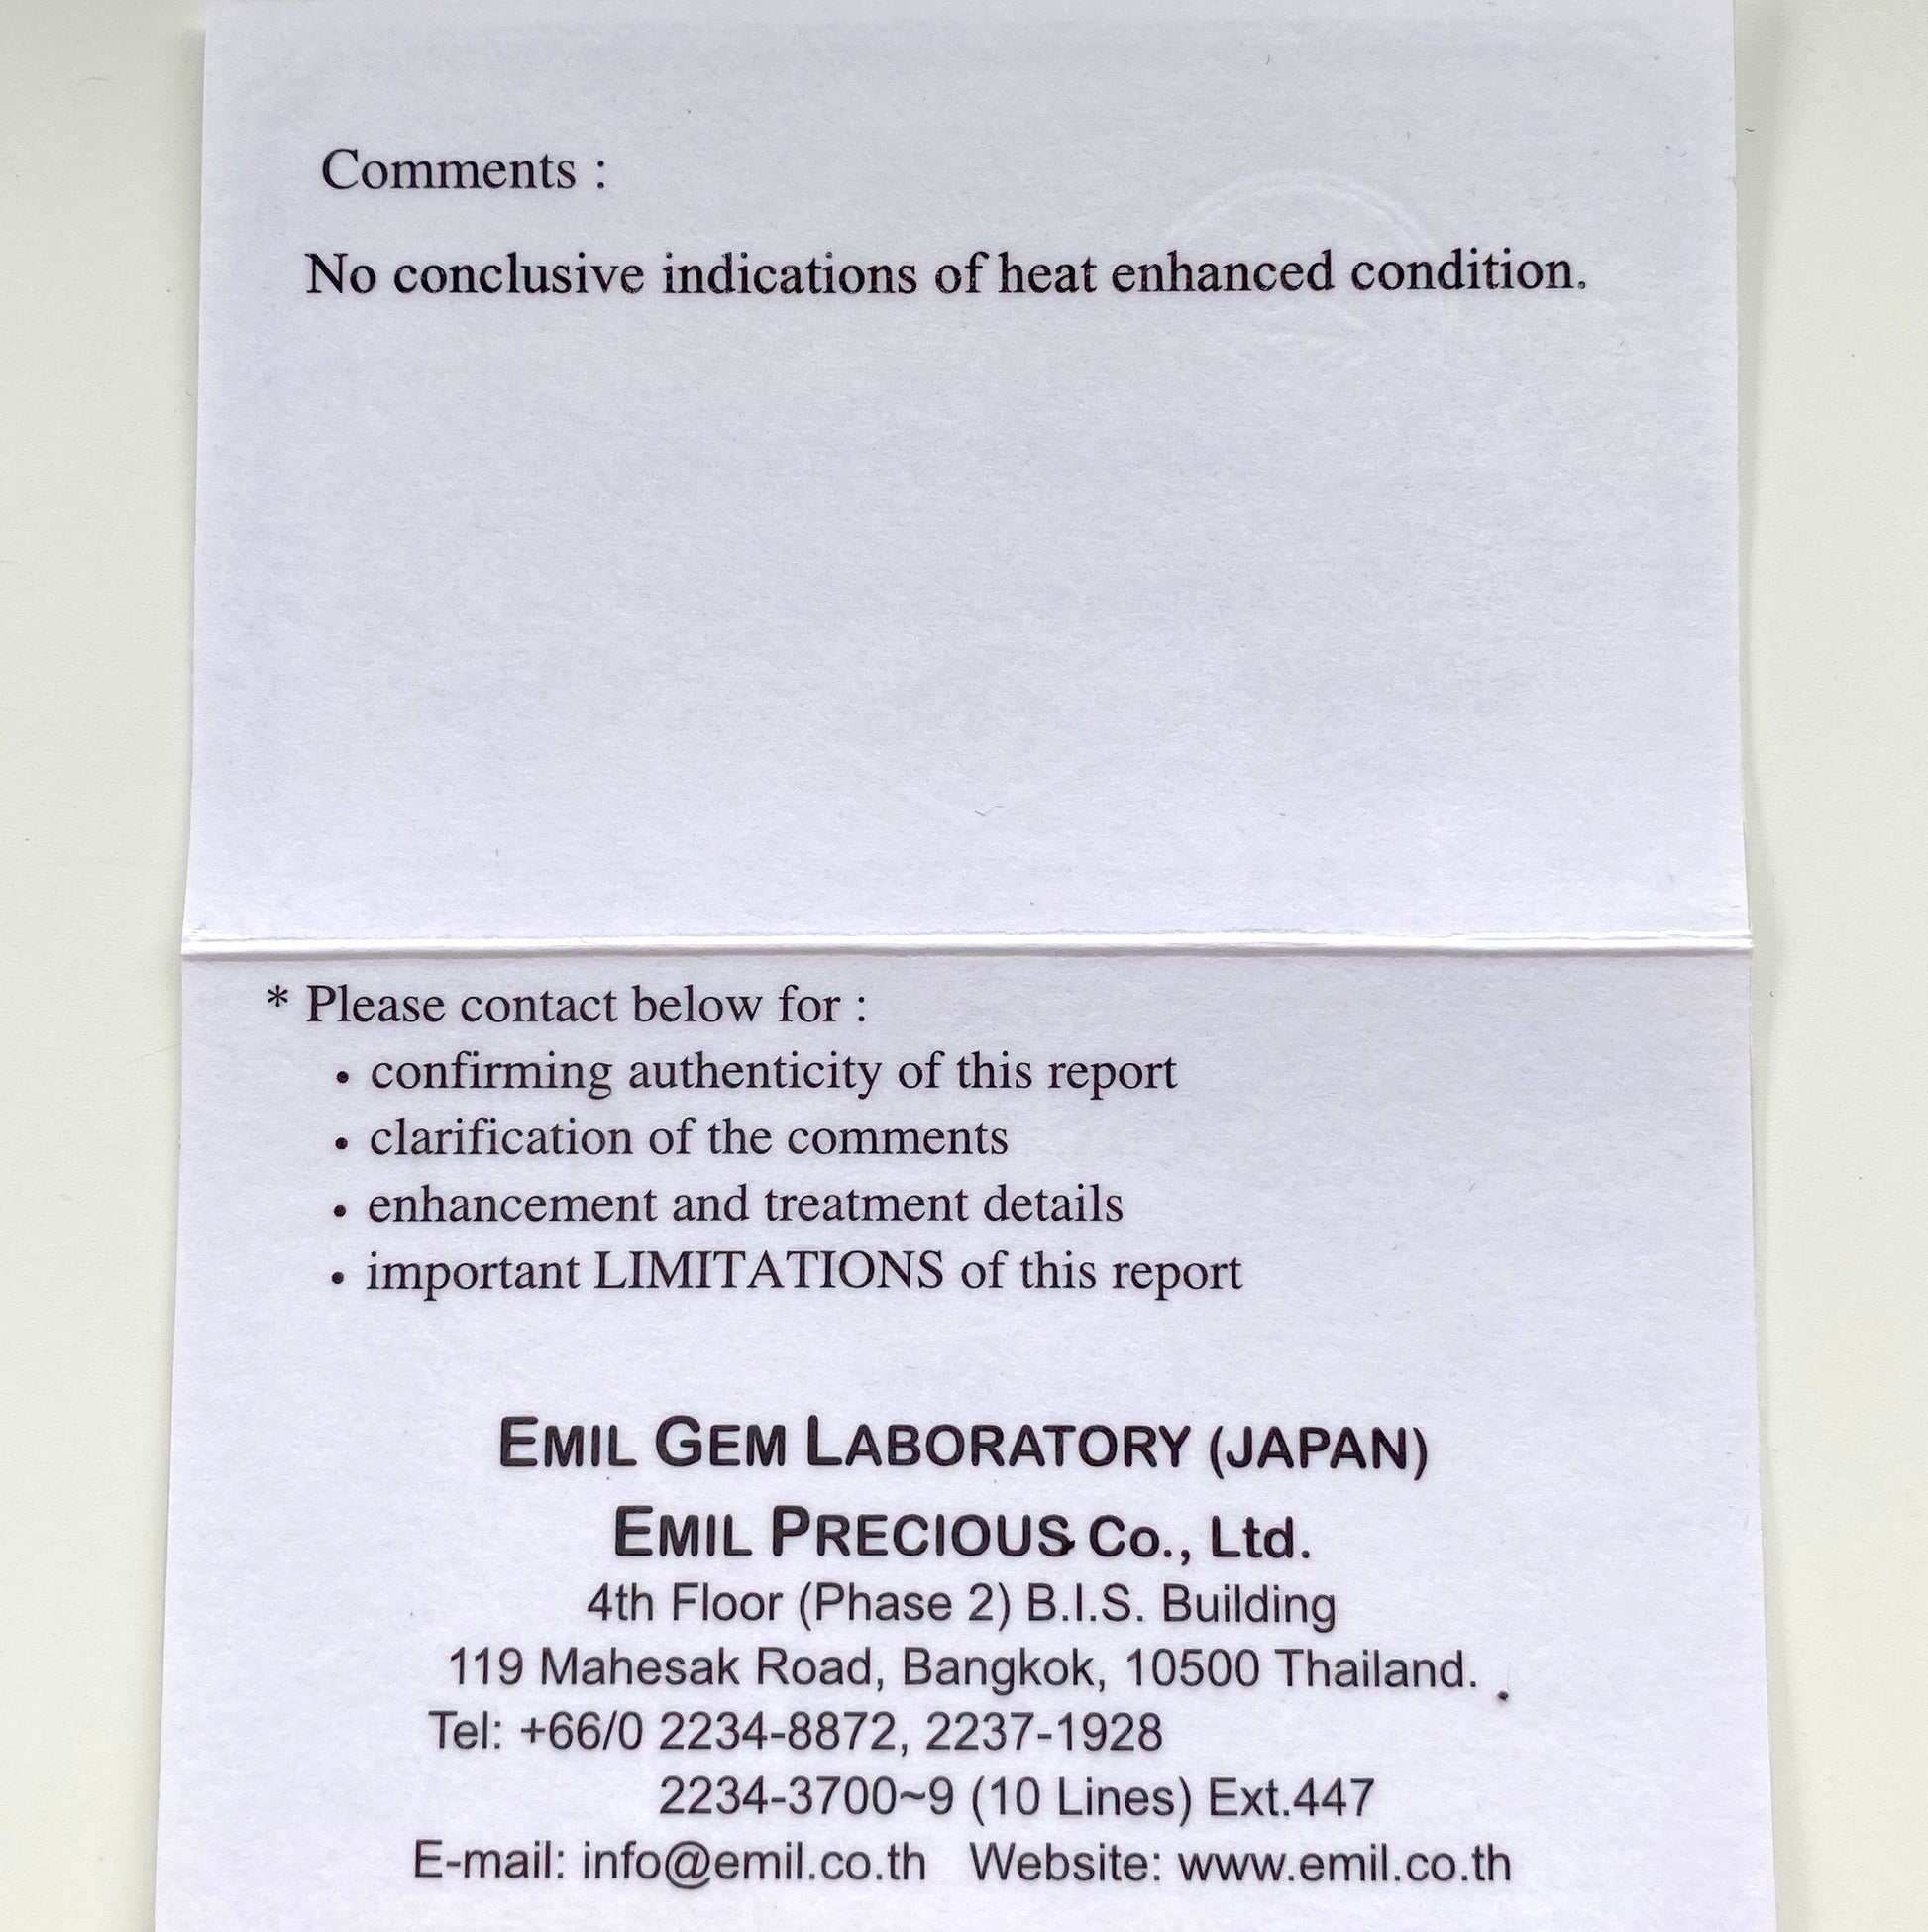 Comments :
No conclusive indications of heat enhanced condition.
* Please contact below for :
• confirming authenticity of this report
• clarification of the comments
• enhancement and treatment details
• important LIMITATIONS of this report
EMIL GEM LABORATORY (JAPAN)
EMIL PRECIOUS Co., Ltd.
4th Floor (Phase 2) B.I.S. Building
119 Mahesak Road, Bangkok, 10500 Thailand.
Tel: +66/0 2234-8872, 2237-1928
2234-3700~9 (10 Lines) Ext.447
E-mail: info@emil.co.th Website: www.emil.co.th